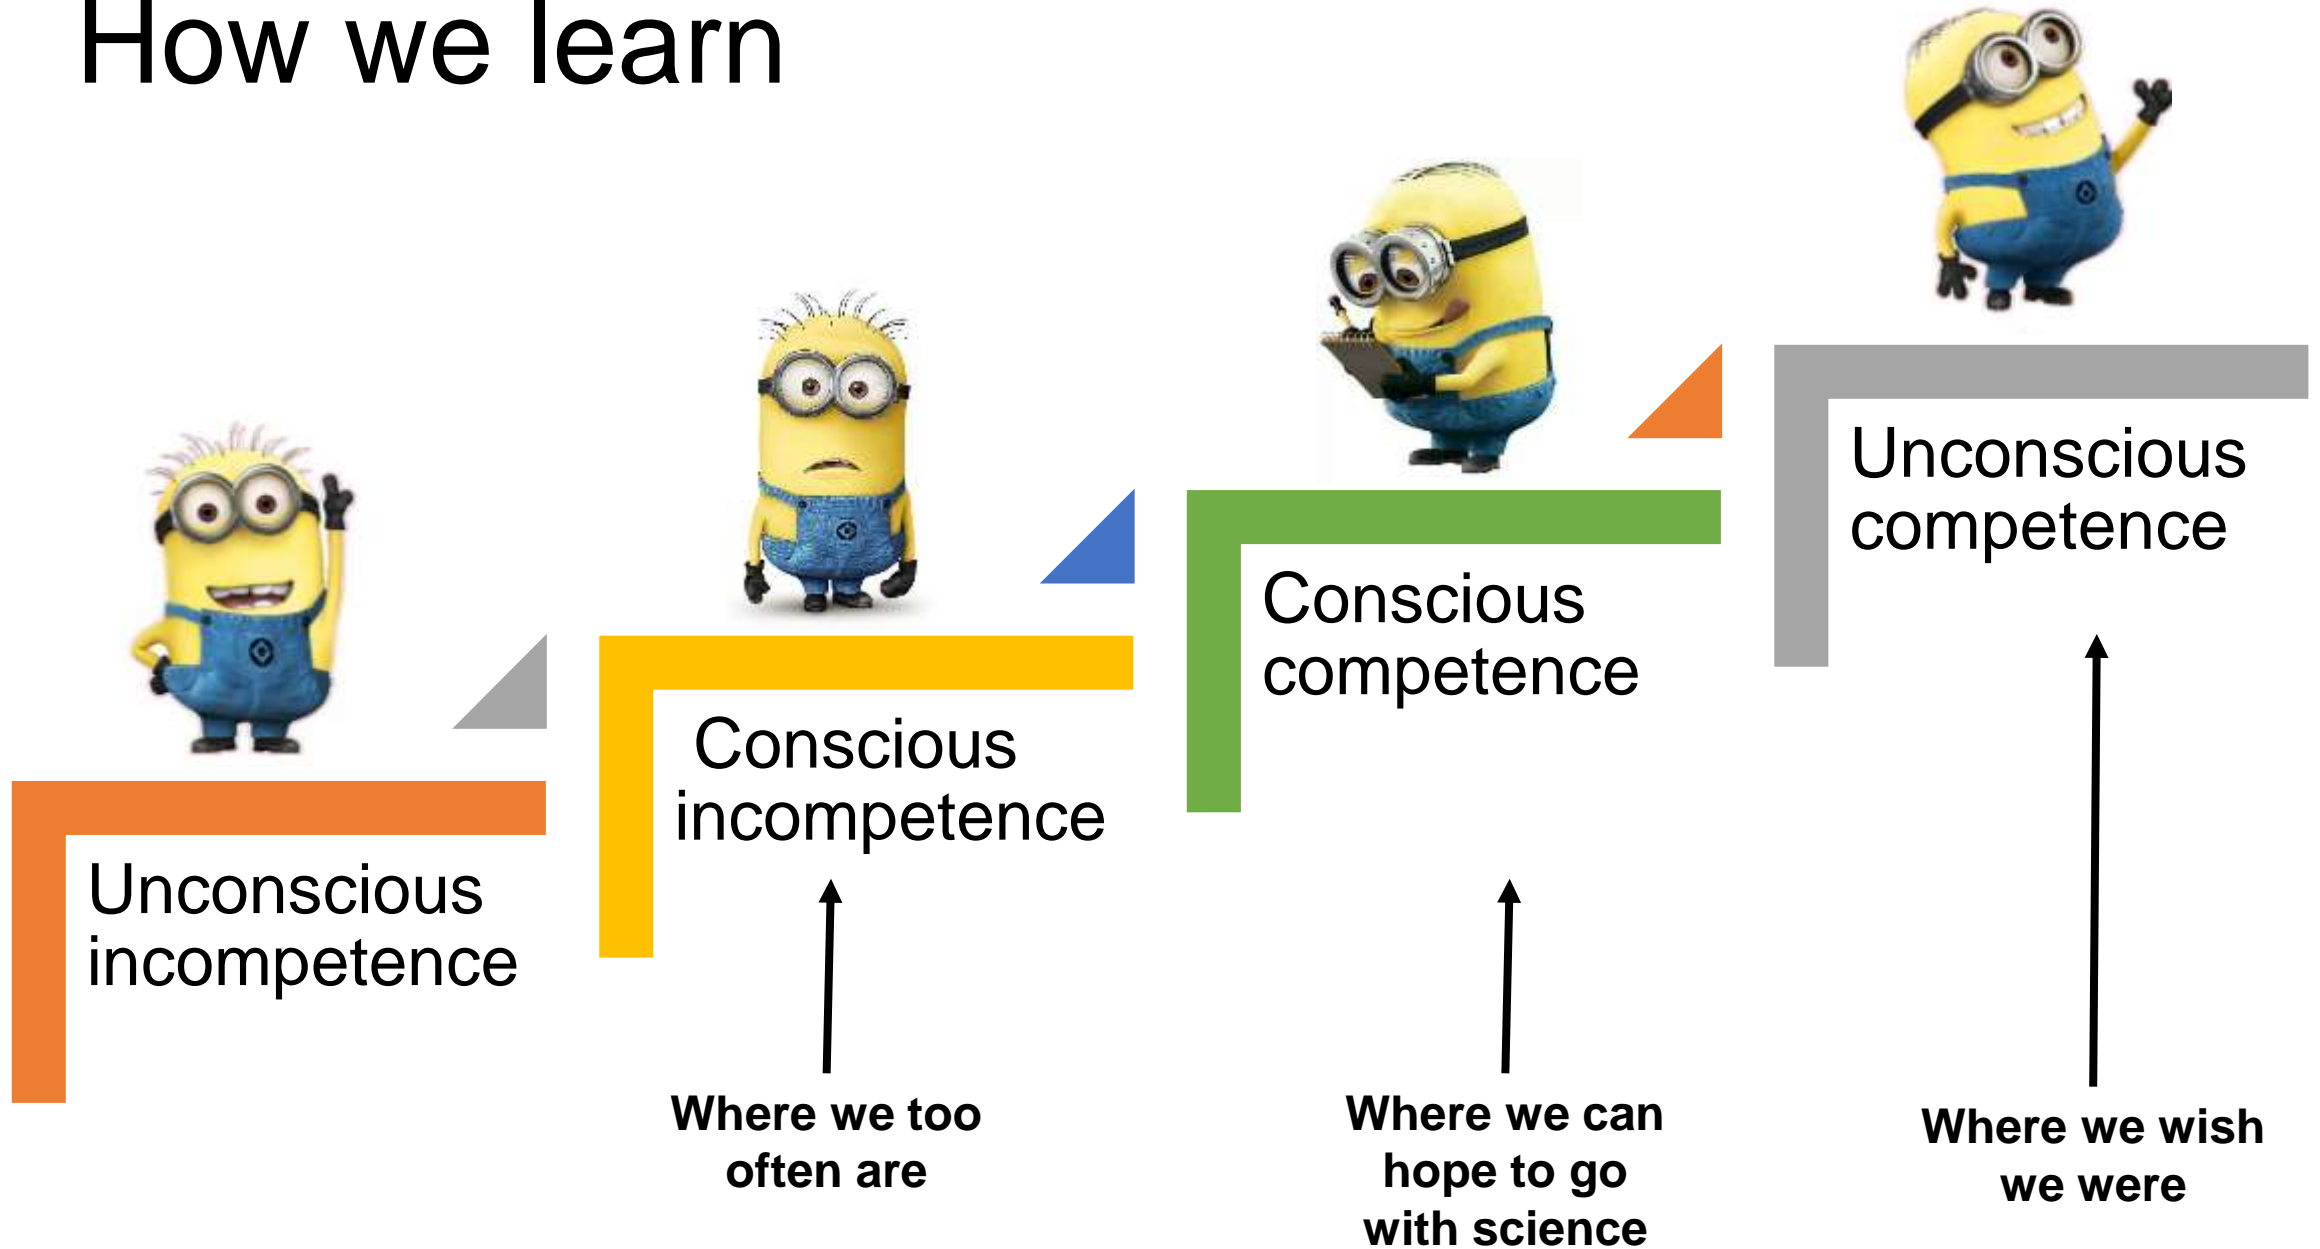 How we learn
Unconscious
incompetence
Conscious
incompetence
Conscious
competence
Unconscious
competence
Where we too
often are
Where we can
hope to go
with science
Where we wish
we were